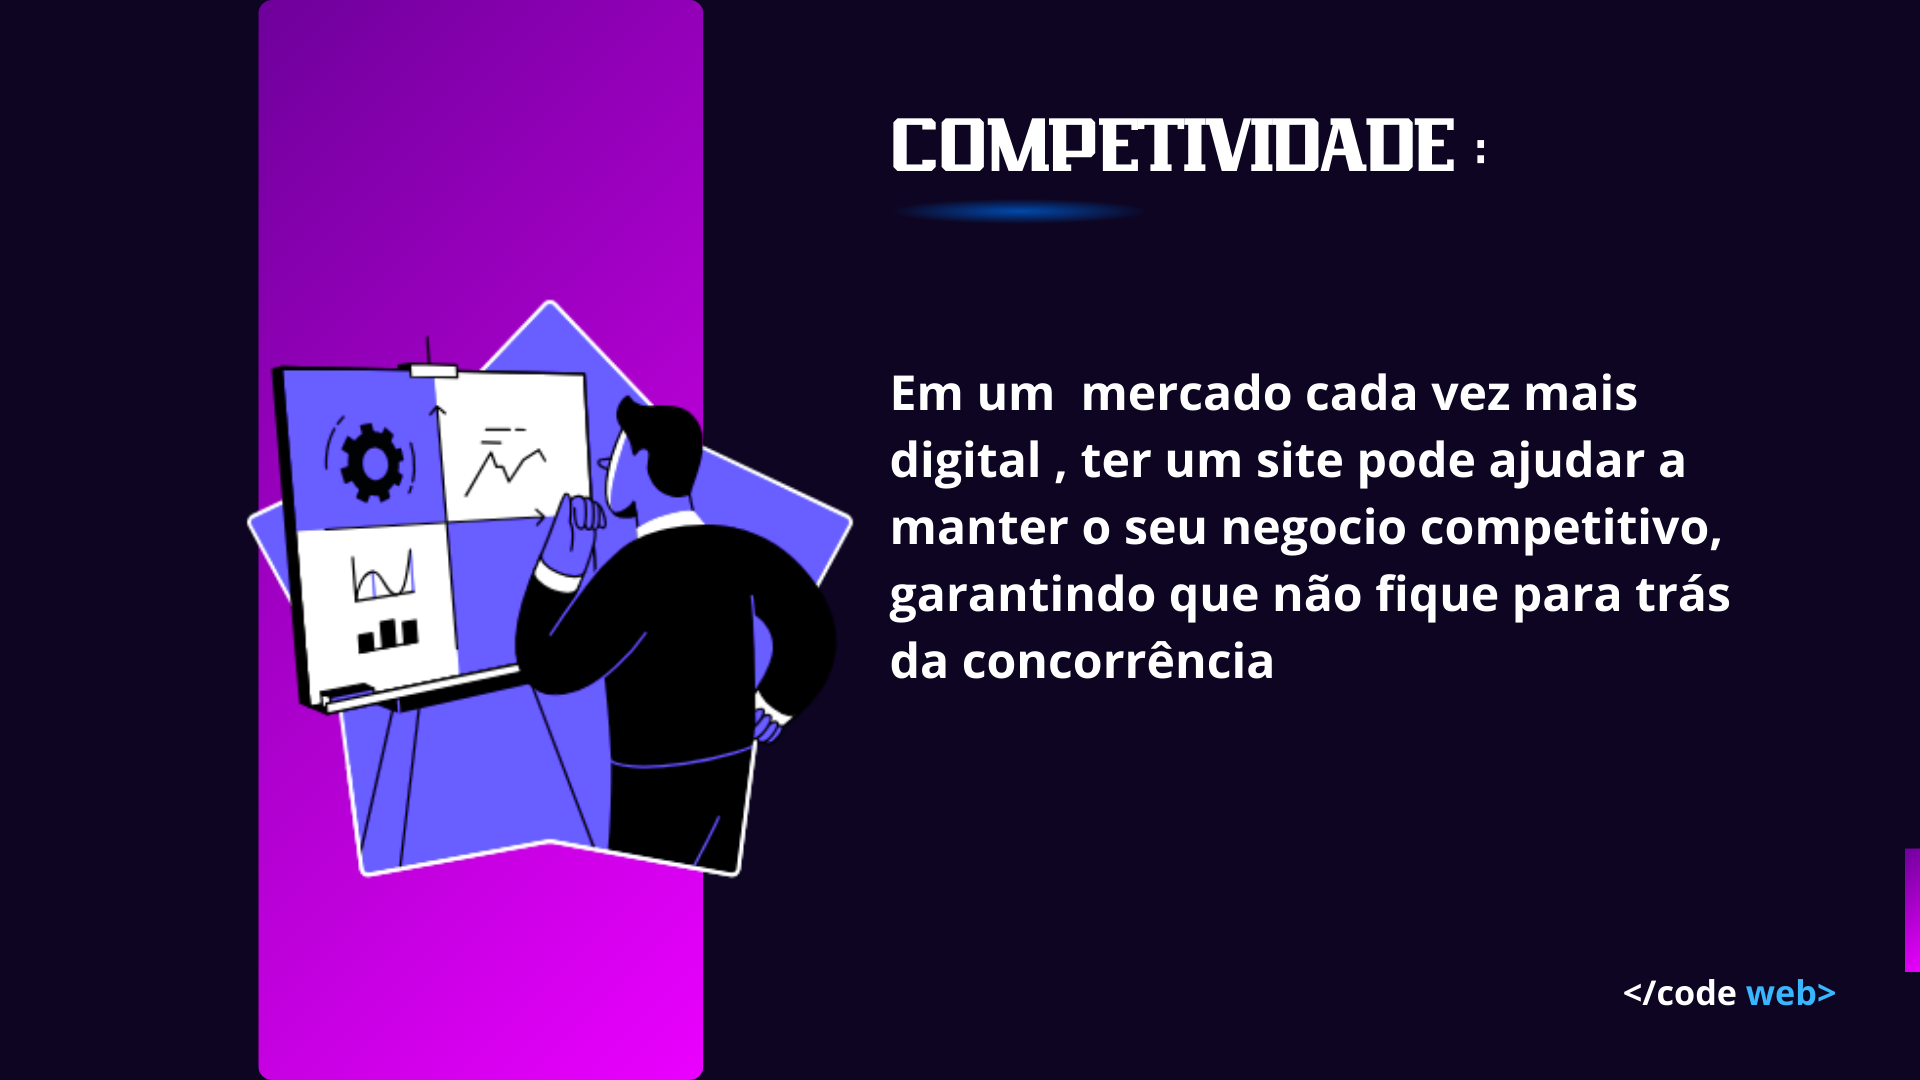 COMPETIVIDADE :
Em um  mercado cada vez mais
digital , ter um site pode ajudar a
manter o seu negocio competitivo,
garantindo que não fique para trás
da concorrência
</code web>